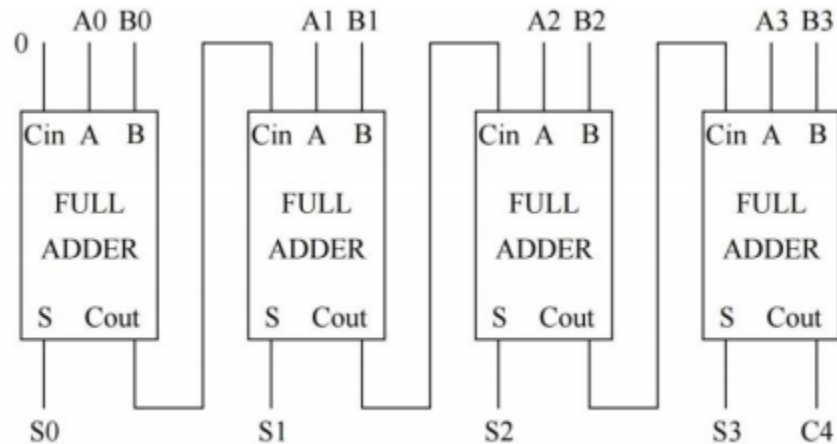 A0 B0 A1 B1 A2 B2 A3 B3
0
Cin A B Cin A B Cin A B Cin A B
FULL FULL FULL FULL
ADDER ADDER ADDER ADDER
S Cout S Cout S Cout S Cout
S0 S1 S2 S3 C4